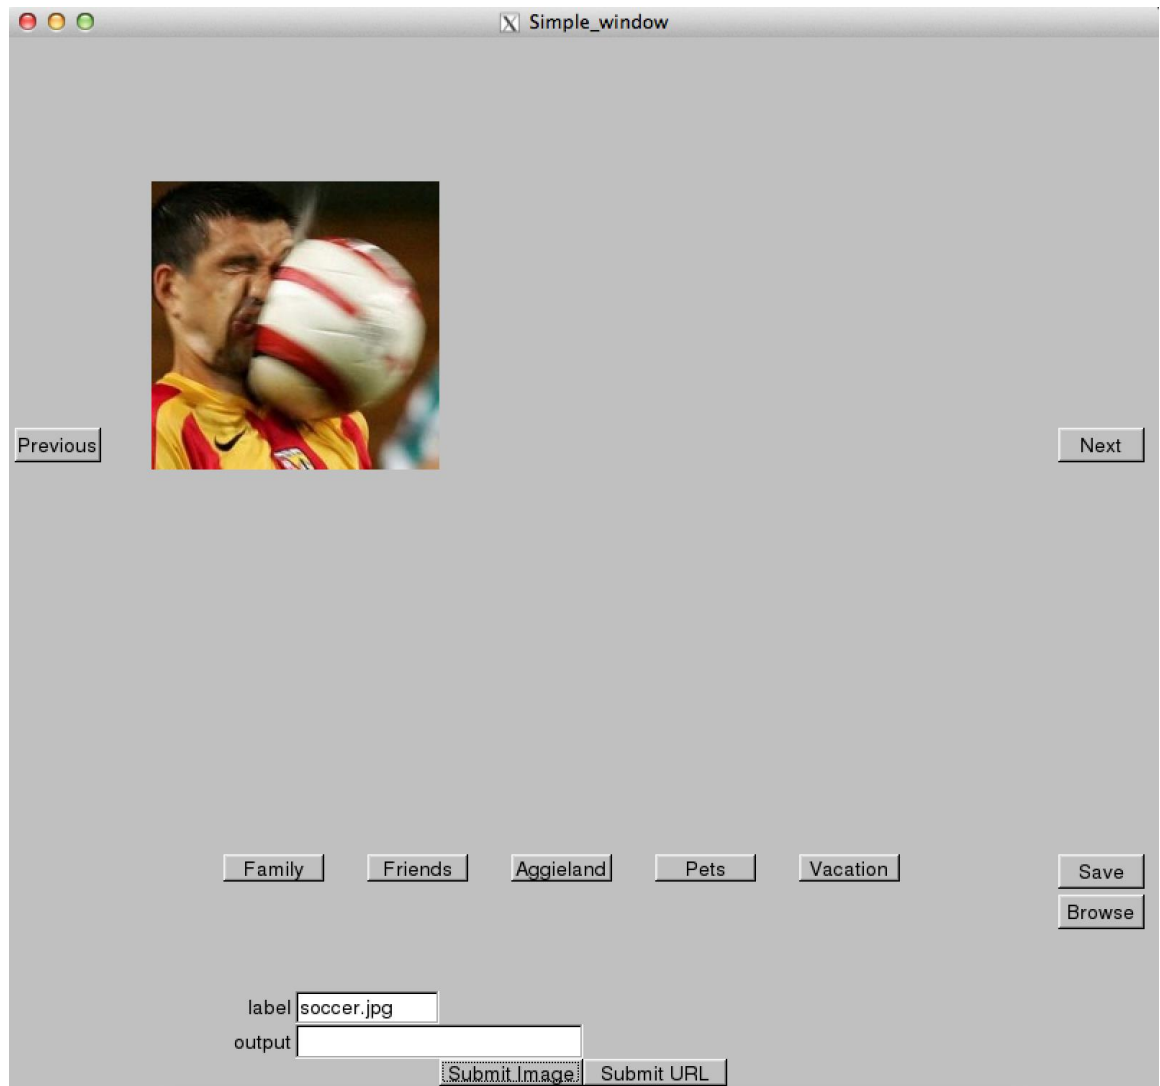 Simple_window
Previous
Next
Family Friends Aggieland Pets Vacation Save
Browse
label soccer.jpg
output
Submit Image Submit URL